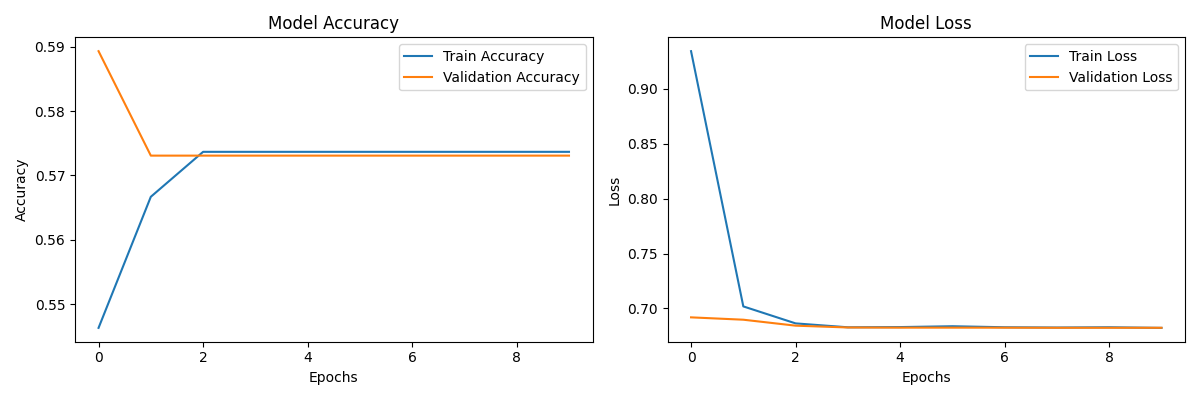 Model Accuracy
Train Accuracy
Validation Accuracy
Accuracy
0.59
0.58
0.57
0.56
0.55
0 2 4 6 8
Epochs
Model Loss
Train Loss
Validation Loss
Loss
0.90
0.85
0.80
0.75
0.70
0 2 4 6 8
Epochs